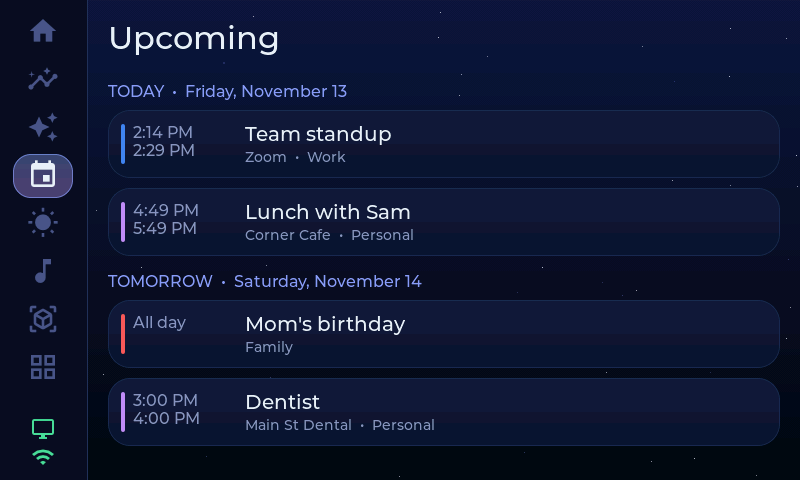 Upcoming
TODAY • Friday, November 13
2:14 PM
2:29 PM
Team standup
Zoom • Work
4:49 PM
5:49 PM
Lunch with Sam
Corner Cafe • Personal
TOMORROW • Saturday, November 14
All day
Mom's birthday
Family
3:00 PM
4:00 PM
Dentist
Main St Dental • Personal